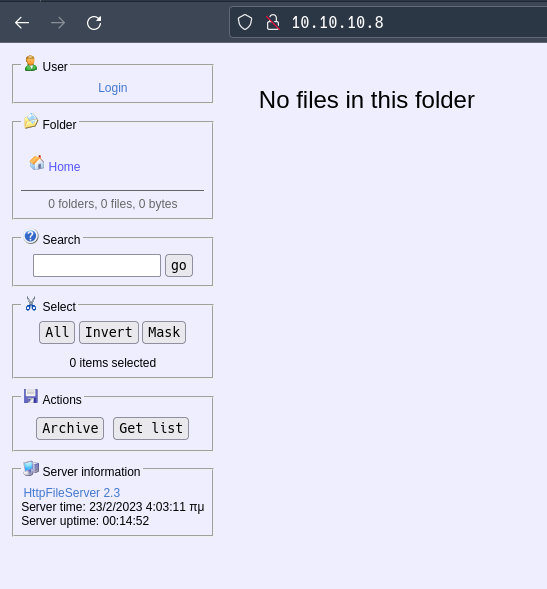 10.10.10.8
User
Login
No files in this folder
Folder
Home
0 folders, 0 files, 0 bytes
Search
go
Select
All Invert Mask
0 items selected
Actions
Archive Get list
Server information
HttpFileServer 2.3
Server time: 23/2/2023 4:03:11 πμ
Server uptime: 00:14:52